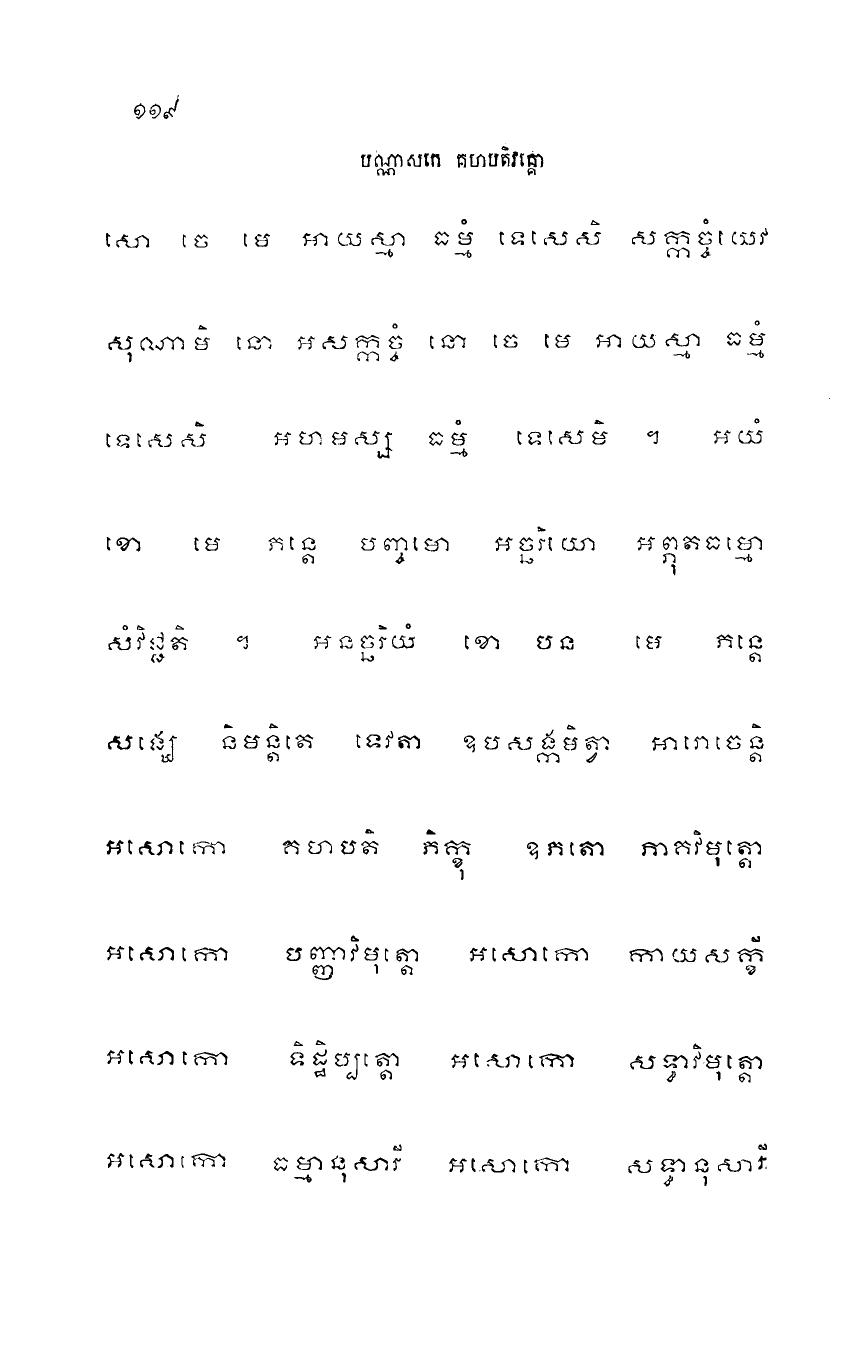 ១១៩
បណ្ណាសកេ គហបតិវគ្គោ
សោ ចេ មេ អាយស្មា ធម្មំ ទេសេសិ សក្កច្ចំយេវ
សុណាមិ នោ អសក្កច្ចំ នោ ចេ មេ អាយស្មា ធម្មំ
ទេសេសិ អហមស្ស ធម្មំ ទេសេមិ ។ អយំ
ខោ មេ ភន្តេ បញ្ចមោ អច្ឆរិយោ អព្ភុតធម្មោ
សំវិជ្ជតិ ។ អនច្ឆរិយំ ខោ បន មេ ភន្តេ
សង្ឃេ និមន្តិតេ ទេវតា ឧបសង្កមិត្វា អារោចេន្តិ
អសោកោ គហបតិ ភិក្ខុ ឧភតោ ភាគវិមុត្តោ
អសោកោ បញ្ញាវិមុត្តោ អសោកោ កាយសក្ខី
អសោកោ ទិដ្ឋិប្បត្តោ អសោកោ សទ្ធាវិមុត្តោ
អសោកោ ធម្មានុសារី អសោកោ សទ្ធានុសារី